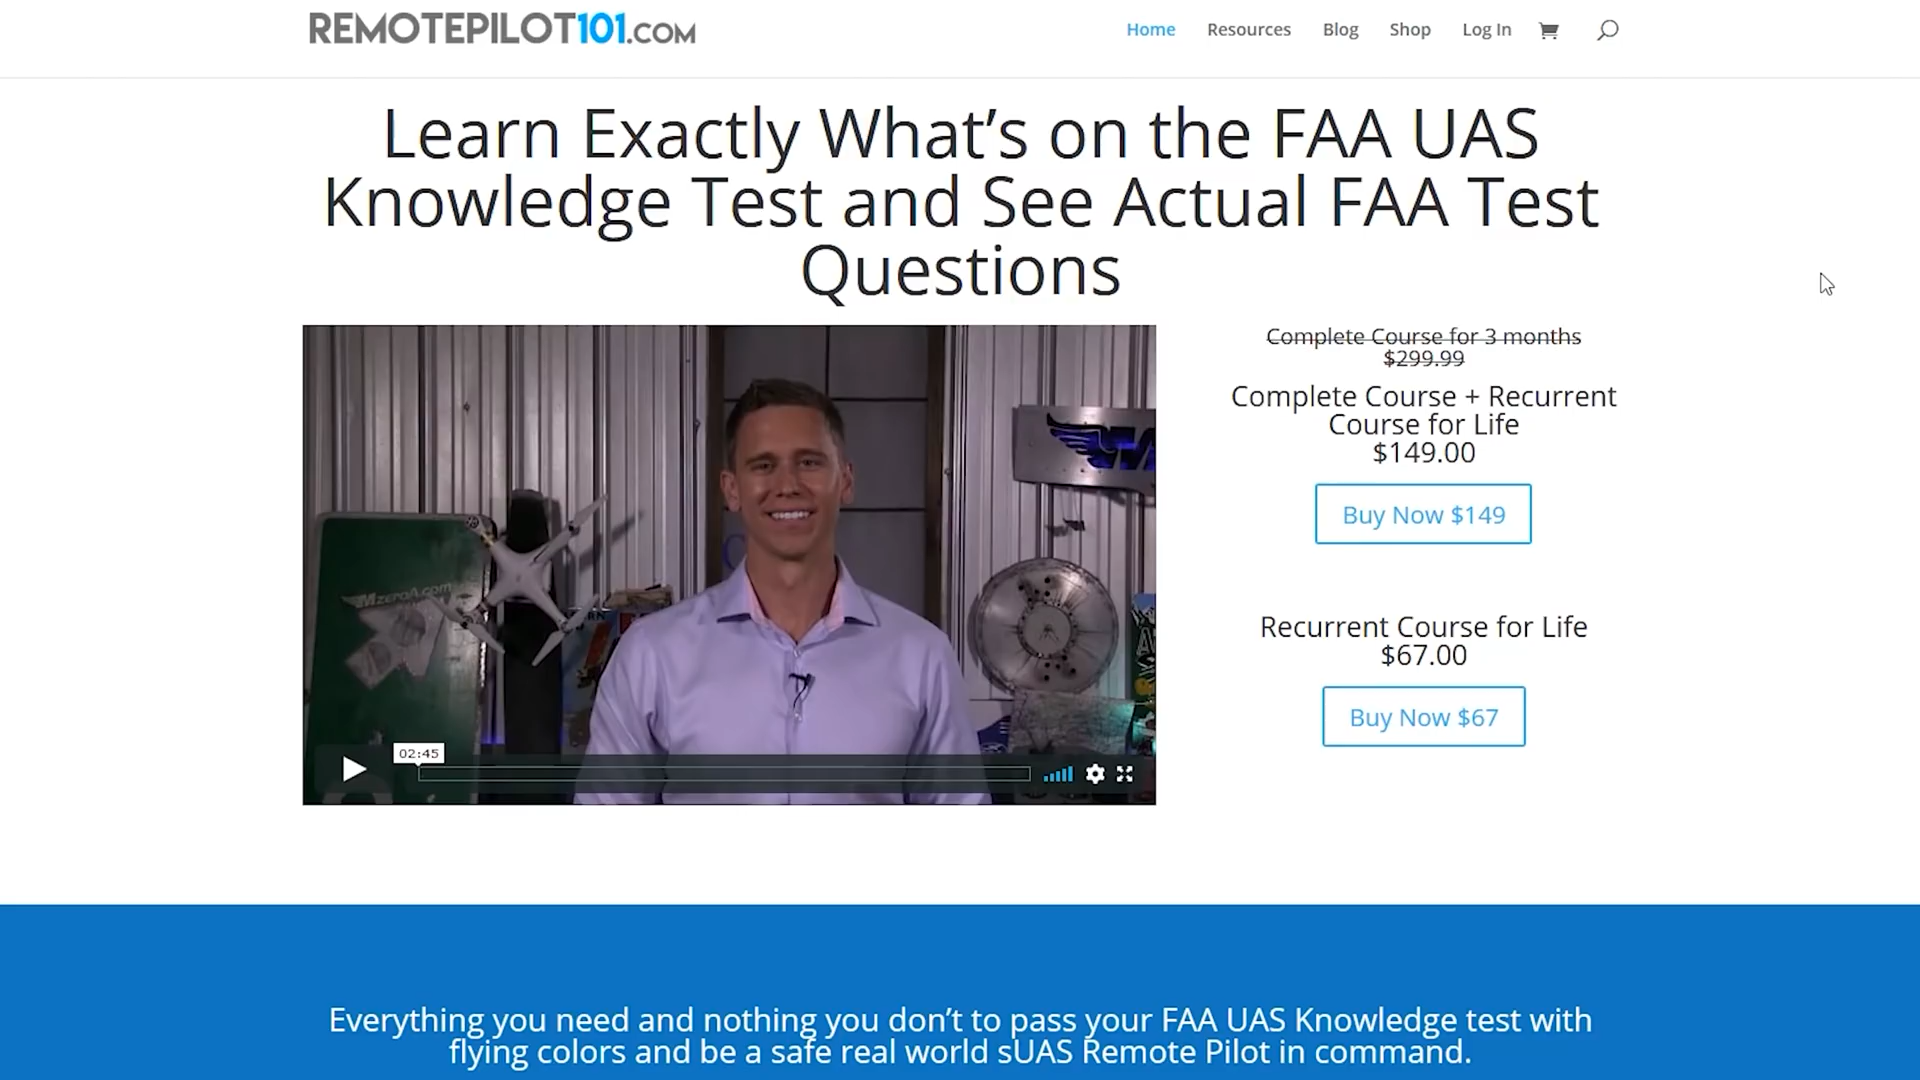 REMOTEPILOT101.COM
Home Resources Blog Shop Log In
Learn Exactly What’s on the FAA UAS
Knowledge Test and See Actual FAA Test
Questions
Complete Course for 3 months
$299.99
Complete Course + Recurrent
Course for Life
$149.00
Buy Now $149
Recurrent Course for Life
$67.00
Buy Now $67
MzeroA.com
02:45
Everything you need and nothing you don’t to pass your FAA UAS Knowledge test with
flying colors and be a safe real world sUAS Remote Pilot in command.